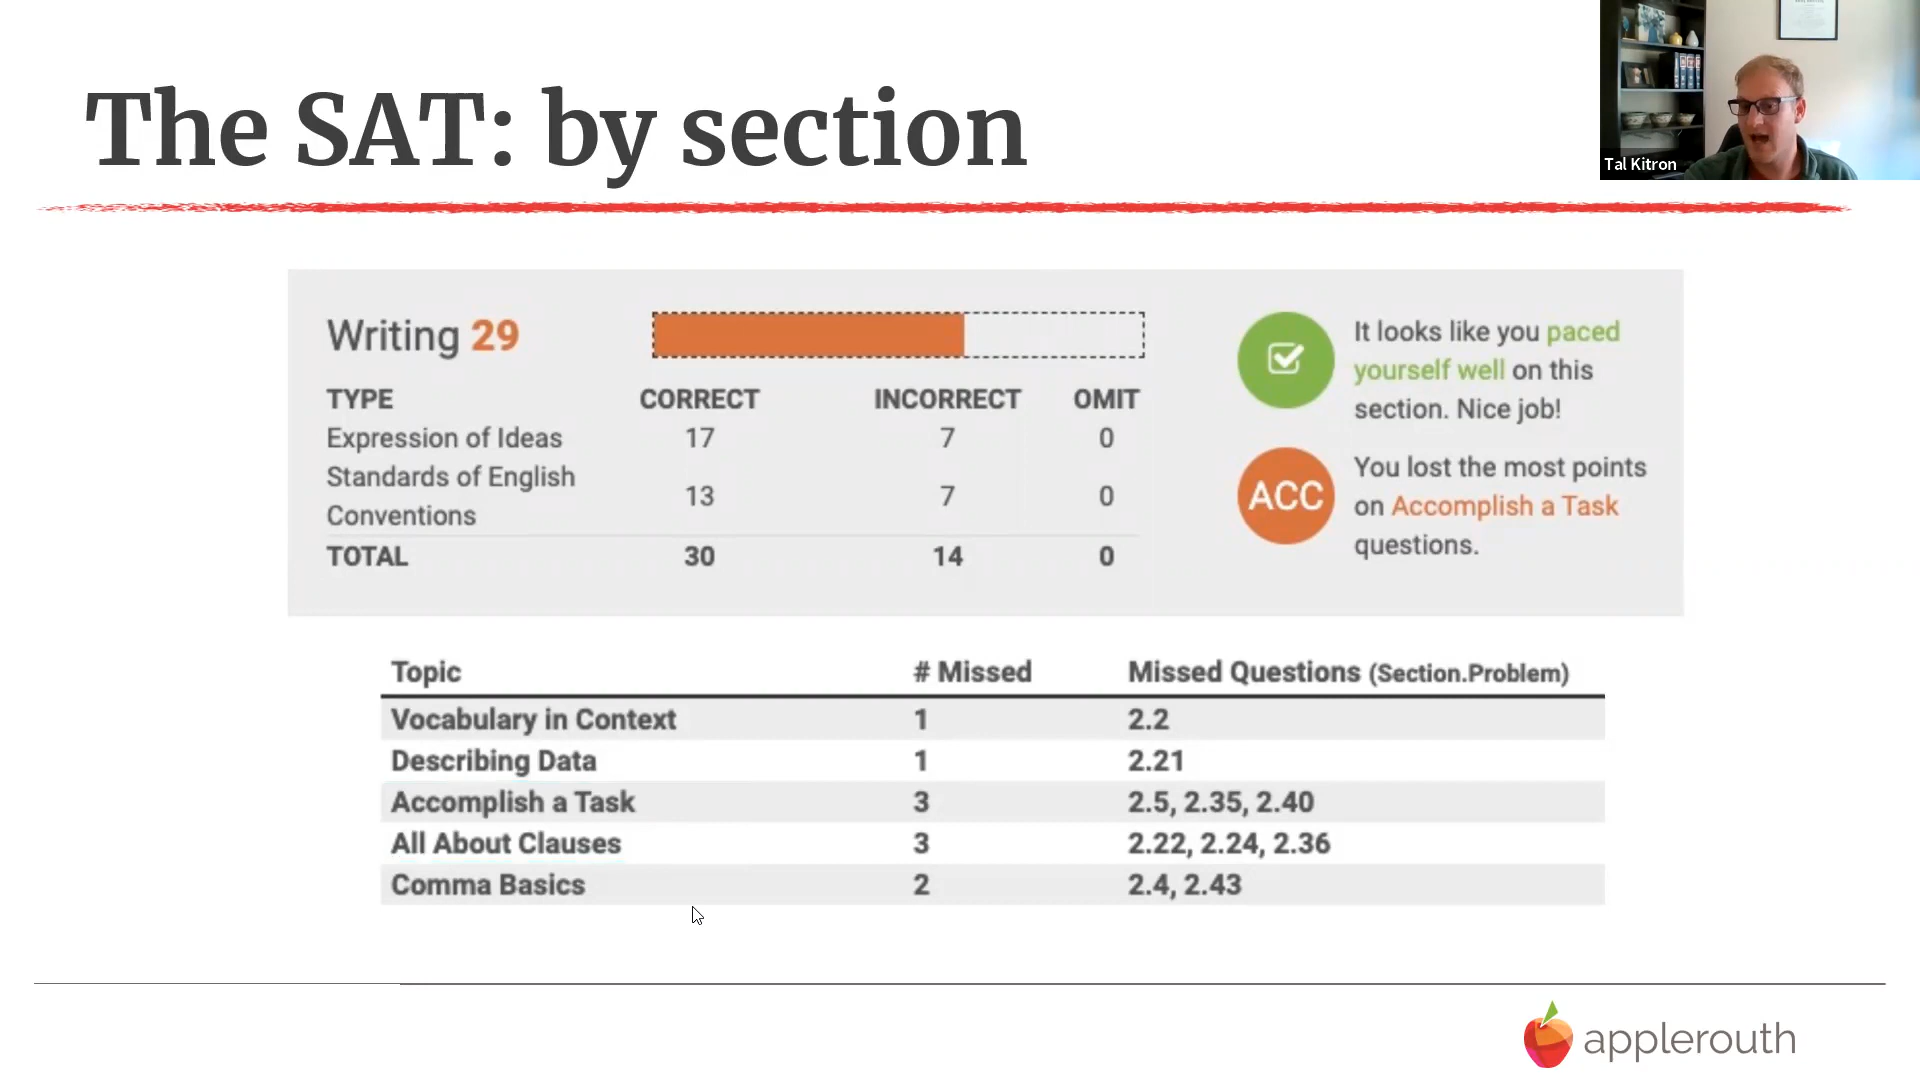 The SAT: by section
Tal Kitron
Writing 29
TYPE CORRECT INCORRECT OMIT
Expression of Ideas 17 7 0
Standards of English
Conventions 13 7 0
TOTAL 30 14 0
It looks like you paced
yourself well on this
section. Nice job!
ACC
You lost the most points
on Accomplish a Task
questions.
Topic # Missed Missed Questions (Section.Problem)
Vocabulary in Context 1 2.2
Describing Data 1 2.21
Accomplish a Task 3 2.5, 2.35, 2.40
All About Clauses 3 2.22, 2.24, 2.36
Comma Basics 2 2.4, 2.43
applerouth